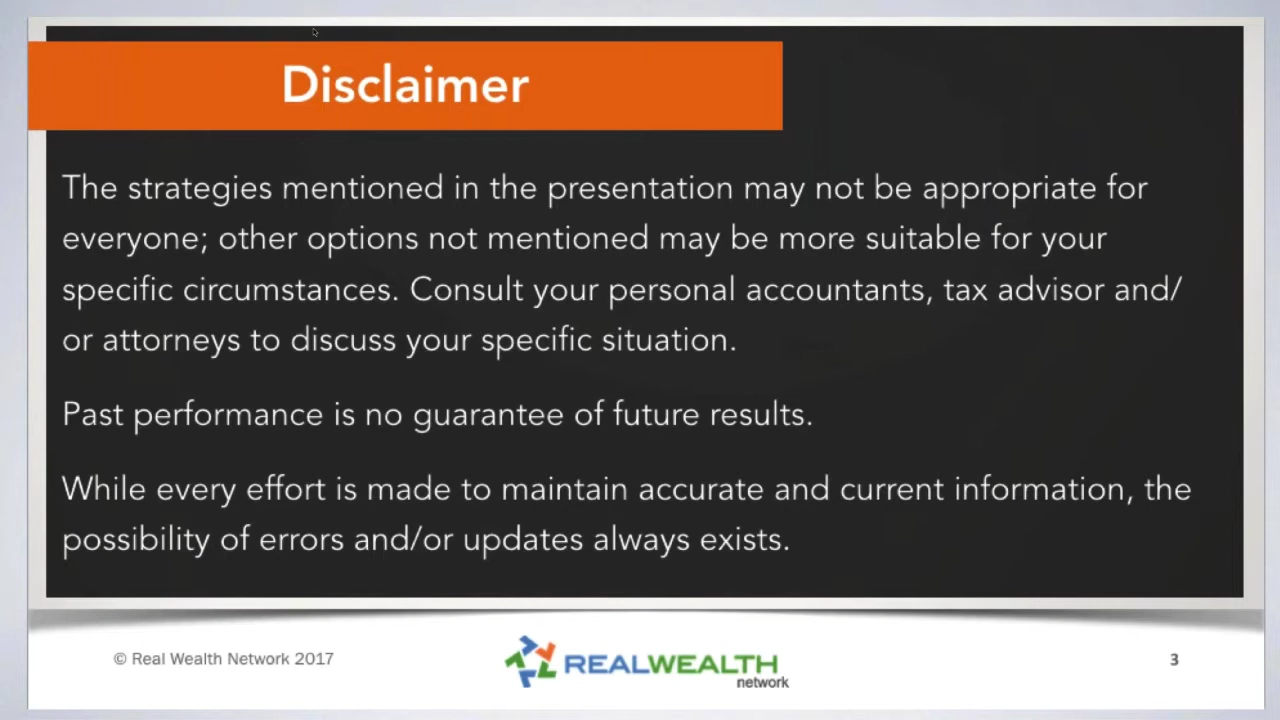 Disclaimer
The strategies mentioned in the presentation may not be appropriate for
everyone; other options not mentioned may be more suitable for your
specific circumstances. Consult your personal accountants, tax advisor and/
or attorneys to discuss your specific situation.
Past performance is no guarantee of future results.
While every effort is made to maintain accurate and current information, the
possibility of errors and/or updates always exists.
© Real Wealth Network 2017
REALWEALTH
network
3